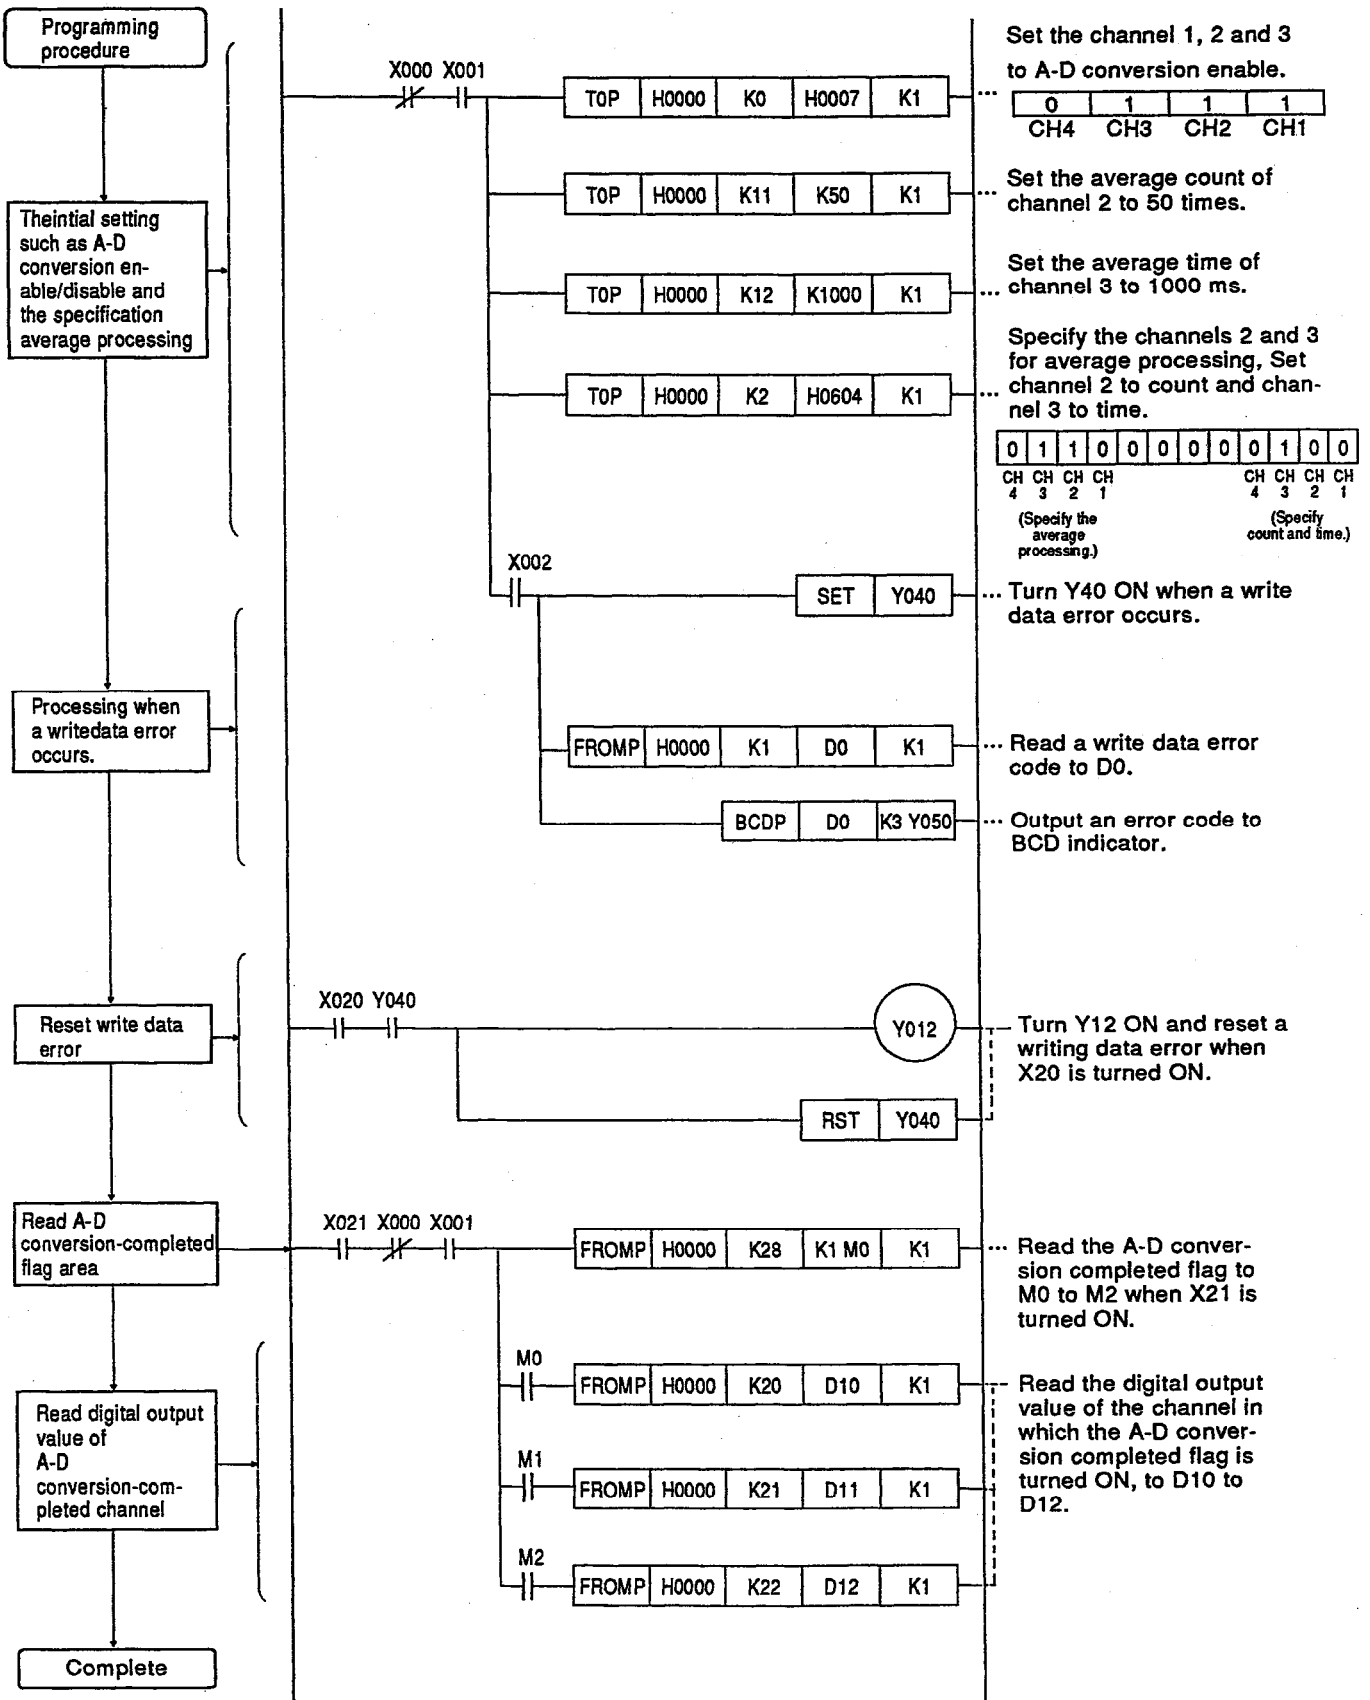 Programming
procedure
Theintial setting
such as A-D
conversion en-
able/disable and
the specification
average processing
Processing when
a writedata error
occurs.
Reset write data
error
Read A-D
conversion-completed
flag area
Read digital output
value of
A-D
conversion-com-
pleted channel
Complete
X000 X001
TOP H0000 K0 H0007 K1
TOP H0000 K11 K50 K1
TOP H0000 K12 K1000 K1
TOP H0000 K2 H0604 K1
X002
SET Y040
FROMP H0000 K1 D0 K1
BCDP D0 K3 Y050
X020 Y040
Y012
RST Y040
X021 X000 X001
FROMP H0000 K28 K1 M0 K1
M0
FROMP H0000 K20 D10 K1
M1
FROMP H0000 K21 D11 K1
M2
FROMP H0000 K22 D12 K1
Set the channel 1, 2 and 3
to A-D conversion enable.
0 1 1 1
CH4 CH3 CH2 CH1
... Set the average count of
channel 2 to 50 times.
Set the average time of
... channel 3 to 1000 ms.
Specify the channels 2 and 3
for average processing, Set
... channel 2 to count and chan-
nel 3 to time.
0 1 1 0 0 0 0 0 0 1 0 0
CH CH CH CH CH CH CH CH
4 3 2 1 4 3 2 1
(Specify the
average
processing.)
(Specify
count and time.)
... Turn Y40 ON when a write
data error occurs.
... Read a write data error
code to D0.
... Output an error code to
BCD indicator.
Turn Y12 ON and reset a
writing data error when
X20 is turned ON.
... Read the A-D conver-
sion completed flag to
M0 to M2 when X21 is
turned ON.
Read the digital output
value of the channel in
which the A-D conver-
sion completed flag is
turned ON, to D10 to
D12.